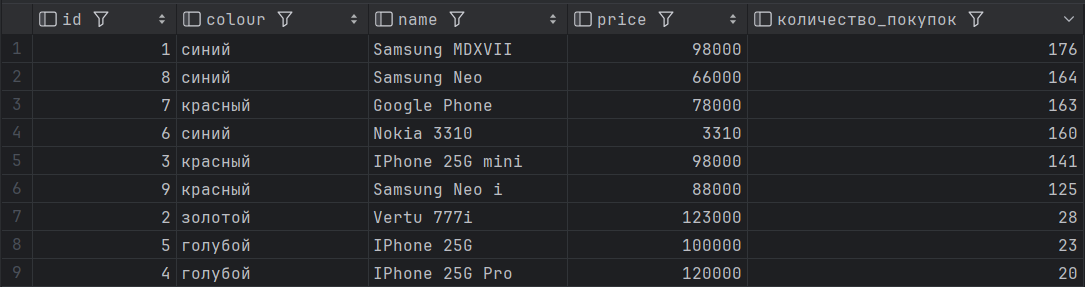 id colour name price количество_покупок
1 1 синий Samsung MDXVII 98000 176
2 8 синий Samsung Neo 66000 164
3 7 красный Google Phone 78000 163
4 6 синий Nokia 3310 3310 160
5 3 красный IPhone 25G mini 98000 141
6 9 красный Samsung Neo i 88000 125
7 2 золотой Vertu 777i 123000 28
8 5 голубой IPhone 25G 100000 23
9 4 голубой IPhone 25G Pro 120000 20